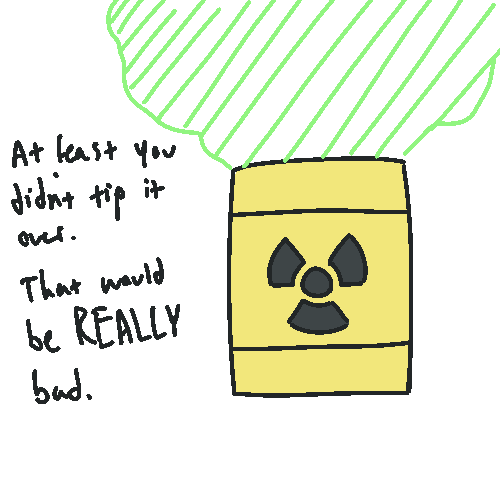 At least you
didn't tip it
over.
That would
be REALLY
bad.